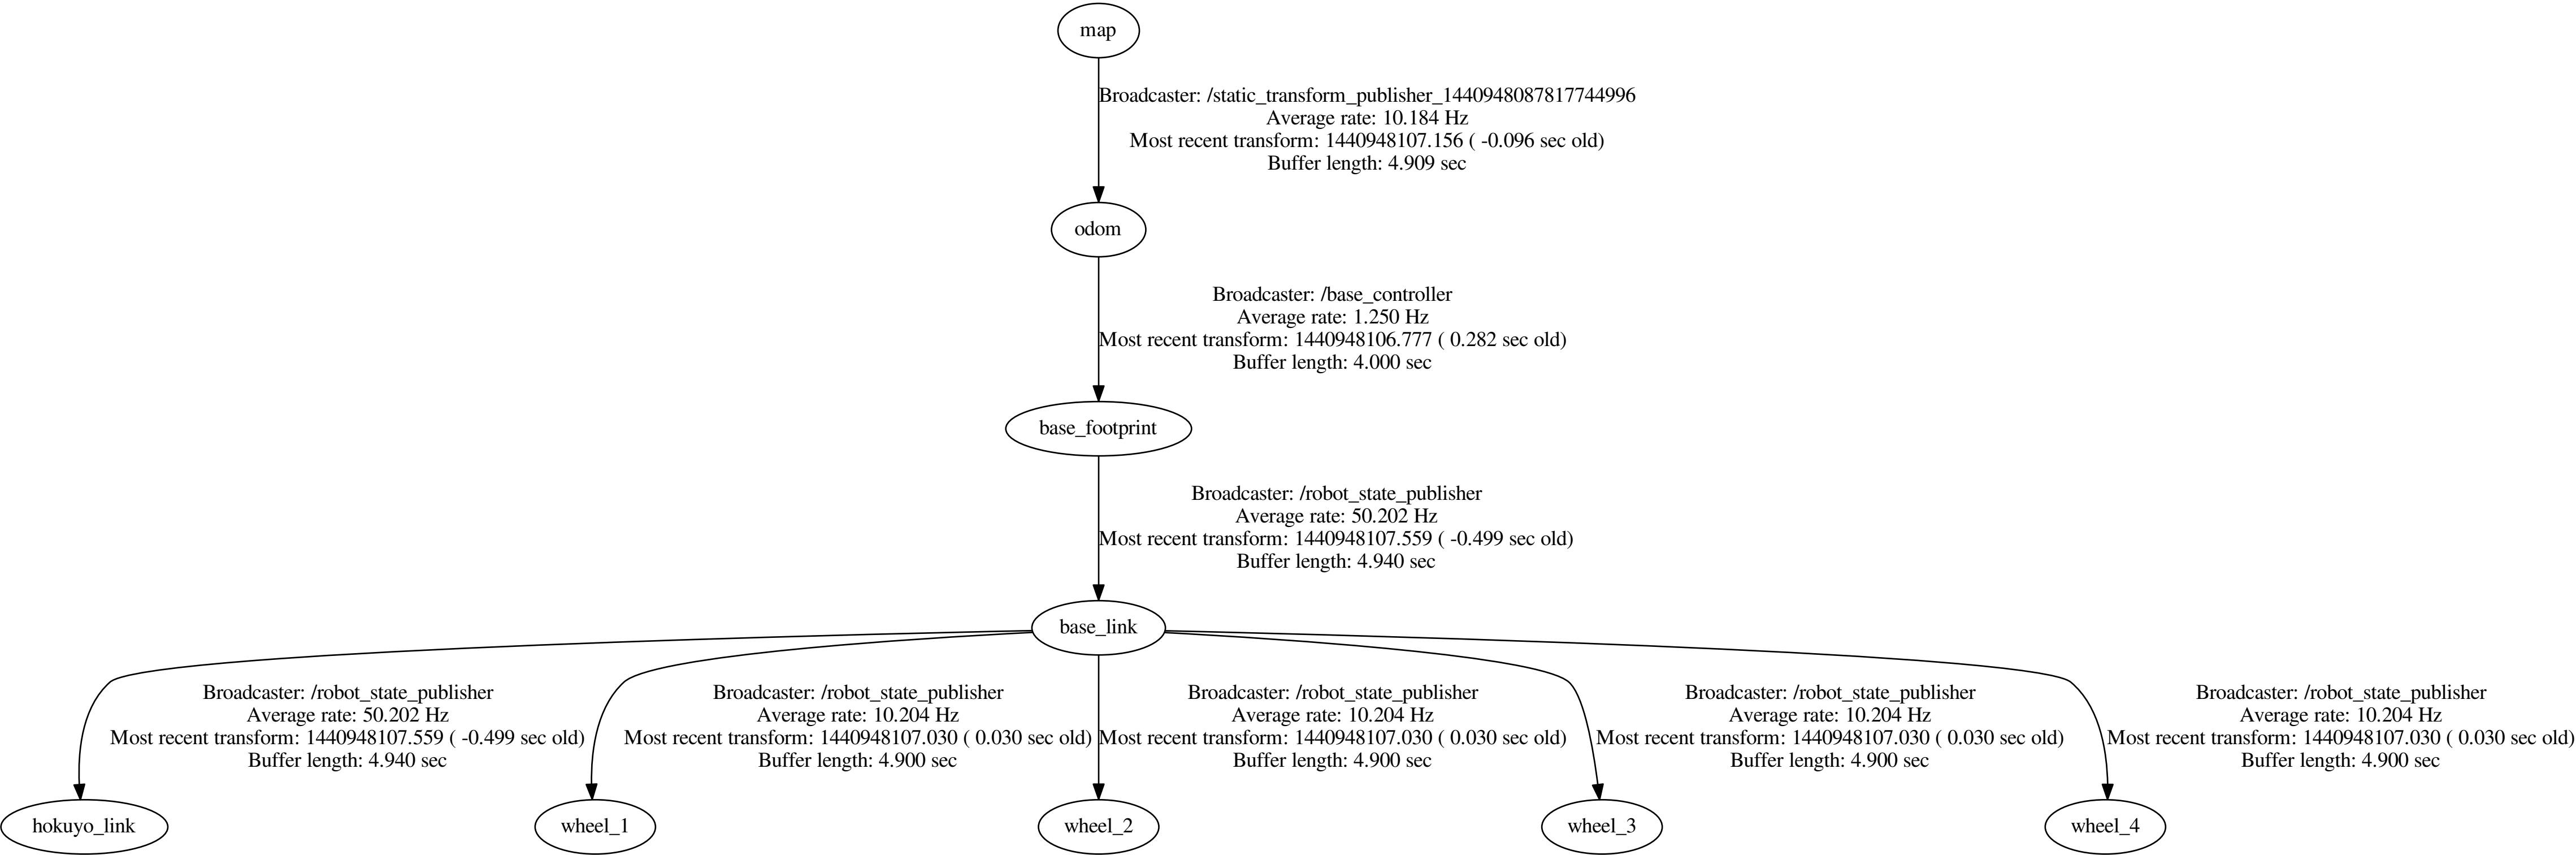 map
Broadcaster: /static_transform_publisher_1440948087817744996
Average rate: 10.184 Hz
Most recent transform: 1440948107.156 ( -0.096 sec old)
Buffer length: 4.909 sec
odom
Broadcaster: /base_controller
Average rate: 1.250 Hz
Most recent transform: 1440948106.777 ( 0.282 sec old)
Buffer length: 4.000 sec
base_footprint
Broadcaster: /robot_state_publisher
Average rate: 50.202 Hz
Most recent transform: 1440948107.559 ( -0.499 sec old)
Buffer length: 4.940 sec
base_link
Broadcaster: /robot_state_publisher
Average rate: 50.202 Hz
Most recent transform: 1440948107.559 ( -0.499 sec old)
Buffer length: 4.940 sec
Broadcaster: /robot_state_publisher
Average rate: 10.204 Hz
Most recent transform: 1440948107.030 ( 0.030 sec old)
Buffer length: 4.900 sec
Broadcaster: /robot_state_publisher
Average rate: 10.204 Hz
Most recent transform: 1440948107.030 ( 0.030 sec old)
Buffer length: 4.900 sec
Broadcaster: /robot_state_publisher
Average rate: 10.204 Hz
Most recent transform: 1440948107.030 ( 0.030 sec old)
Buffer length: 4.900 sec
Broadcaster: /robot_state_publisher
Average rate: 10.204 Hz
Most recent transform: 1440948107.030 ( 0.030 sec old)
Buffer length: 4.900 sec
hokuyo_link
wheel_1
wheel_2
wheel_3
wheel_4